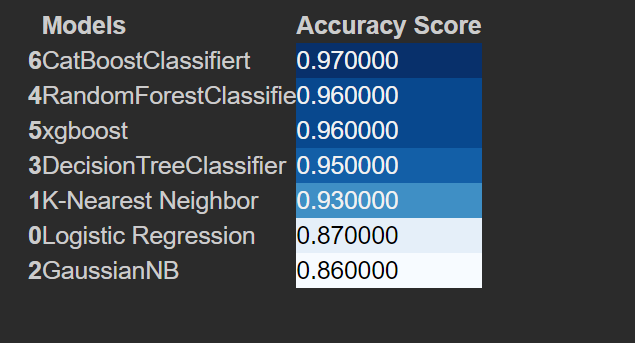 Models Accuracy Score
6 CatBoostClassifiert 0.970000
4 RandomForestClassifie 0.960000
5 xgboost 0.960000
3 DecisionTreeClassifier 0.950000
1 K-Nearest Neighbor 0.930000
0 Logistic Regression 0.870000
2 GaussianNB 0.860000